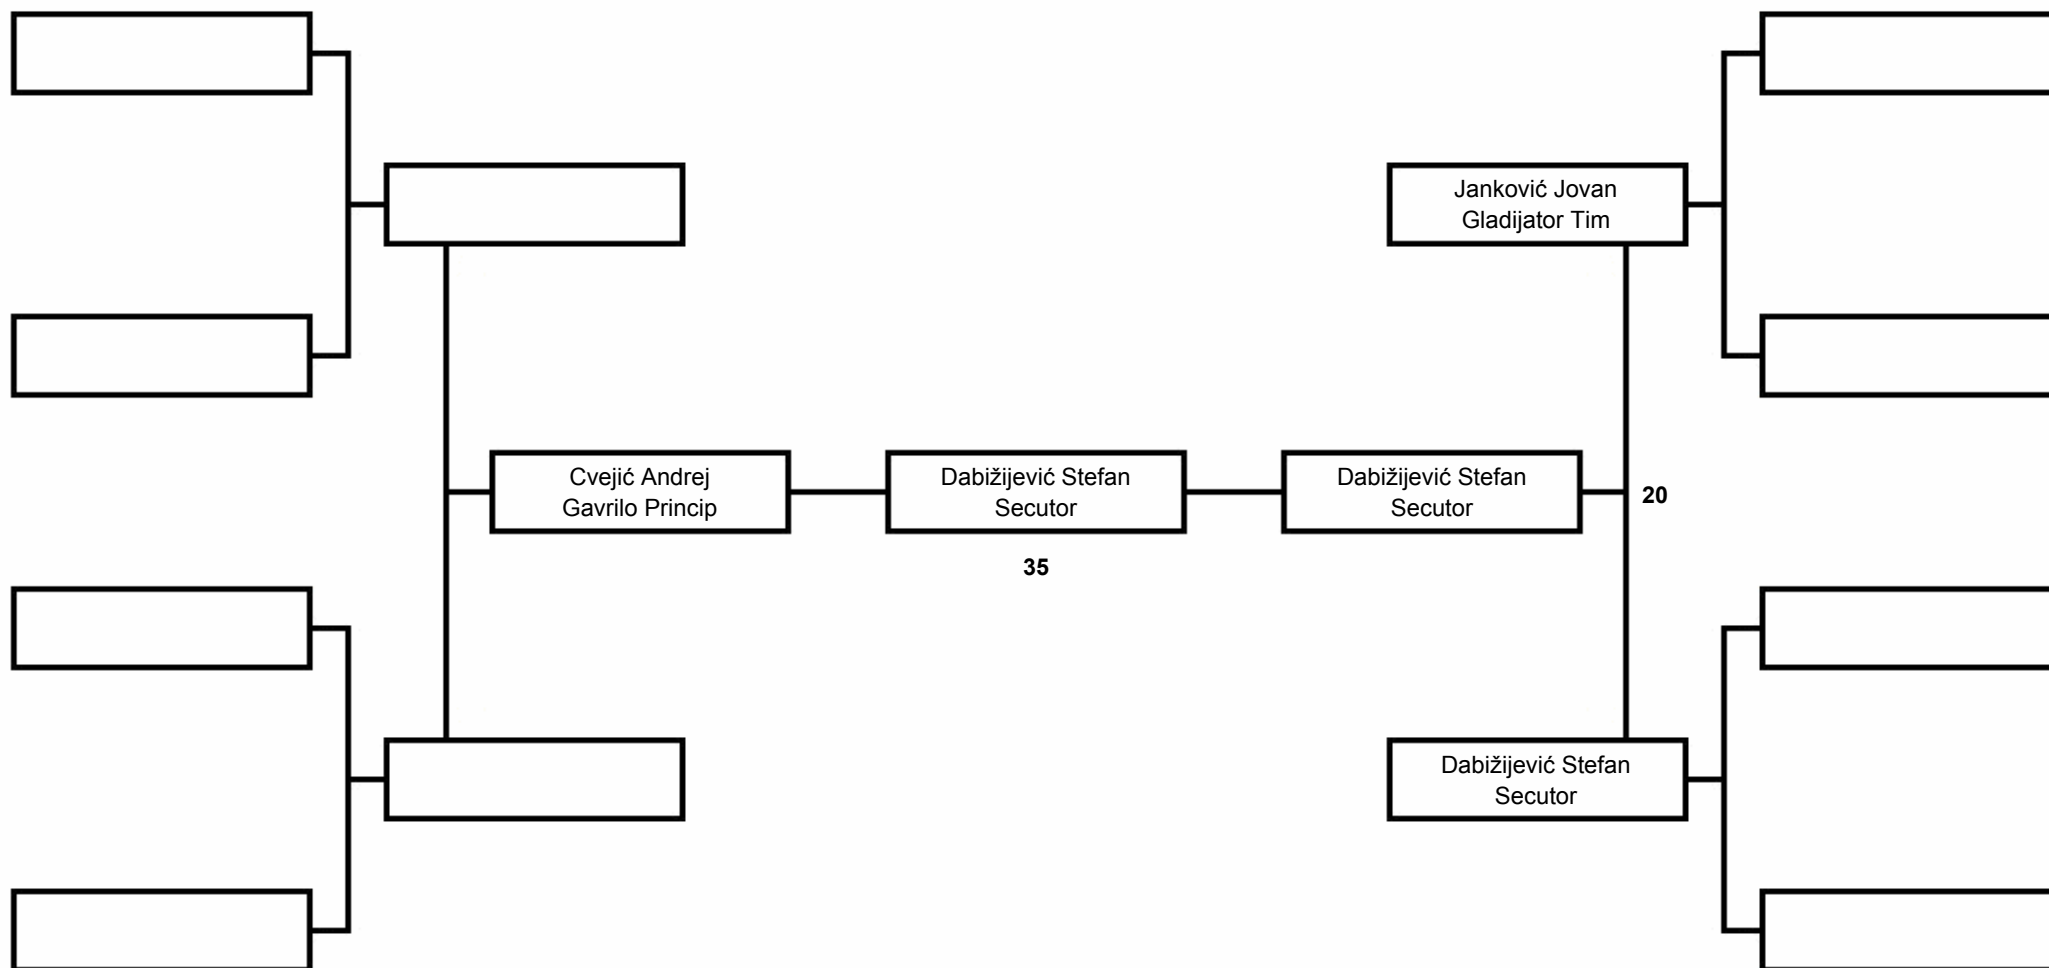 Janković Jovan
Gladijator Tim
Cvejić Andrej
Gavrilo Princip
Dabižijević Stefan
Secutor
Dabižijević Stefan
Secutor
20
35
Dabižijević Stefan
Secutor